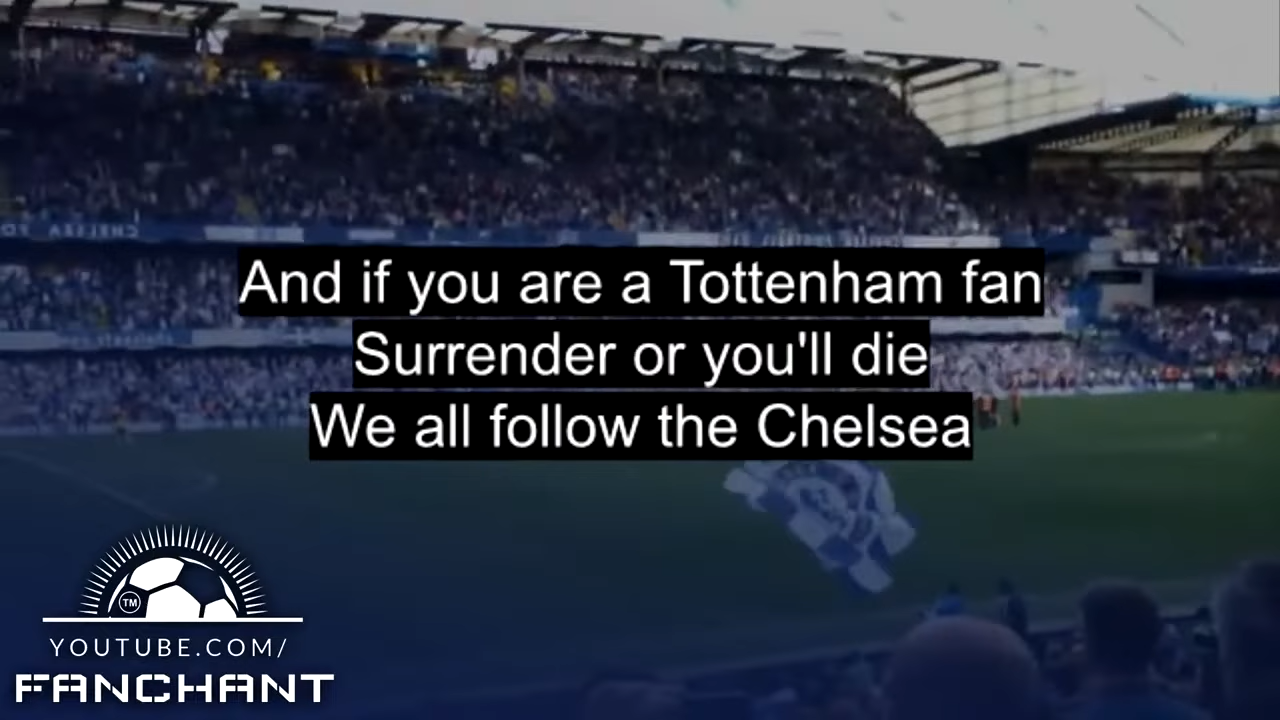 And if you are a Tottenham fan
Surrender or you'll die
We all follow the Chelsea
TM
YOUTUBE.COM/
FANCHANT